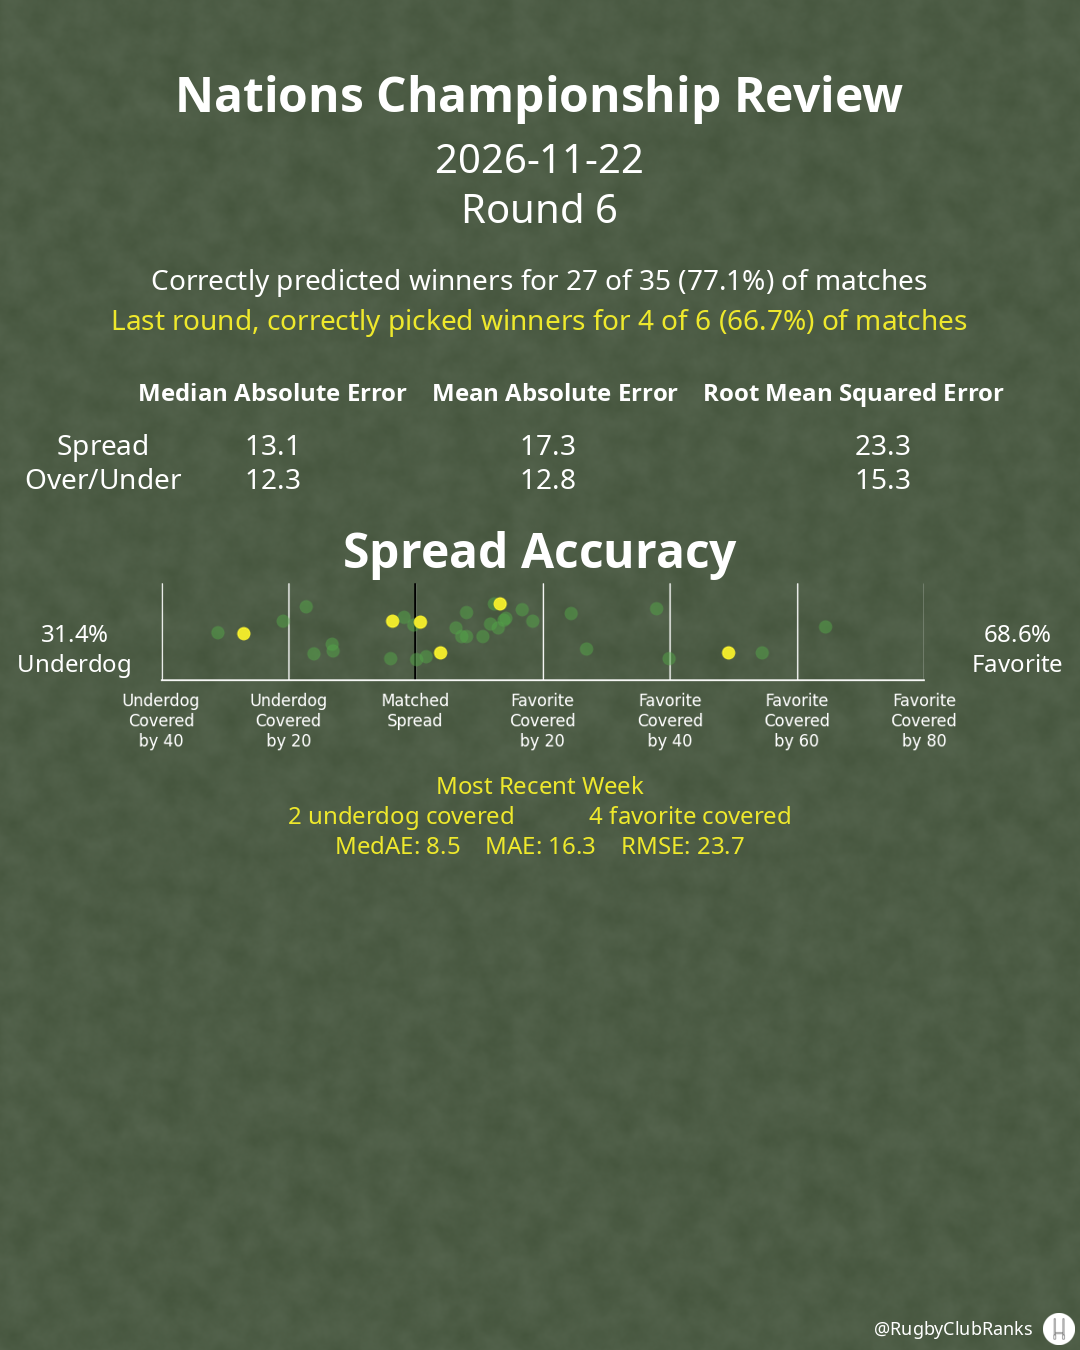 Nations Championship Review
2026-11-22
Round 6
Correctly predicted winners for 27 of 35 (77.1%) of matches
Last round, correctly picked winners for 4 of 6 (66.7%) of matches
Median Absolute Error Mean Absolute Error Root Mean Squared Error
Spread 13.1 17.3 23.3
Over/Under 12.3 12.8 15.3
Spread Accuracy
31.4%
Underdog
68.6%
Favorite
Underdog Underdog Matched Favorite Favorite Favorite Favorite
Covered Covered Spread Covered Covered Covered Covered
by 40 by 20 by 20 by 40 by 60 by 80
Most Recent Week
2 underdog covered 4 favorite covered
MedAE: 8.5 MAE: 16.3 RMSE: 23.7
@RugbyClubRanks